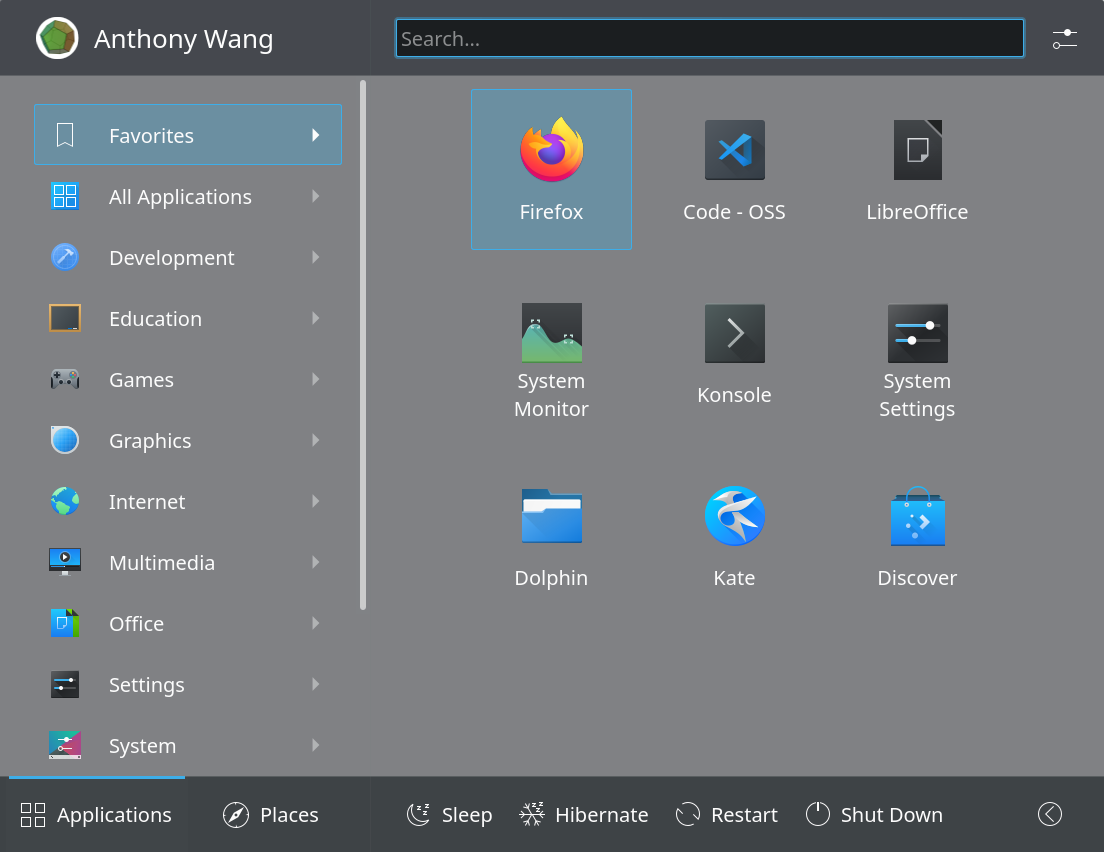 Anthony Wang
Search...
Favorites
All Applications
Development
Education
Games
Graphics
Internet
Multimedia
Office
Settings
System
Firefox
Code - OSS
LibreOffice
System
Monitor
Konsole
System
Settings
Dolphin
Kate
Discover
Applications
Places
Sleep
Hibernate
Restart
Shut Down